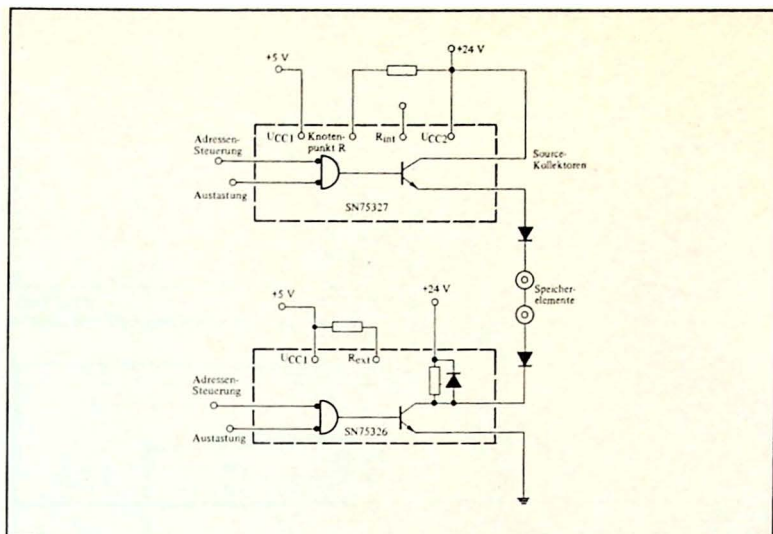 +24 V
+5 V
UCC1
Knoten-
punkt R
Rint
UCC2
Adressen-
Steuerung
Austastung
SN75327
Source-
Kollektoren
Speicher-
elemente
+5 V
+24 V
UCC1
Rext
Adressen-
Steuerung
Austastung
SN75326